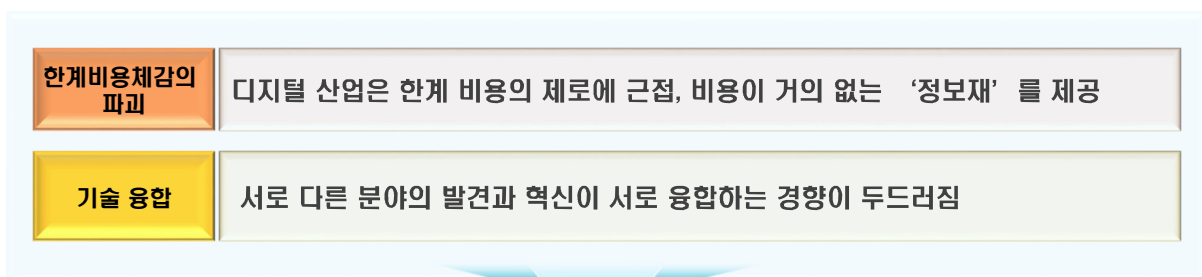 한계비용체감의
파괴
디지털 산업은 한계 비용의 제로에 근접, 비용이 거의 없는 ‘정보재’ 를 제공
기술 융합
서로 다른 분야의 발견과 혁신이 서로 융합하는 경향이 두드러짐